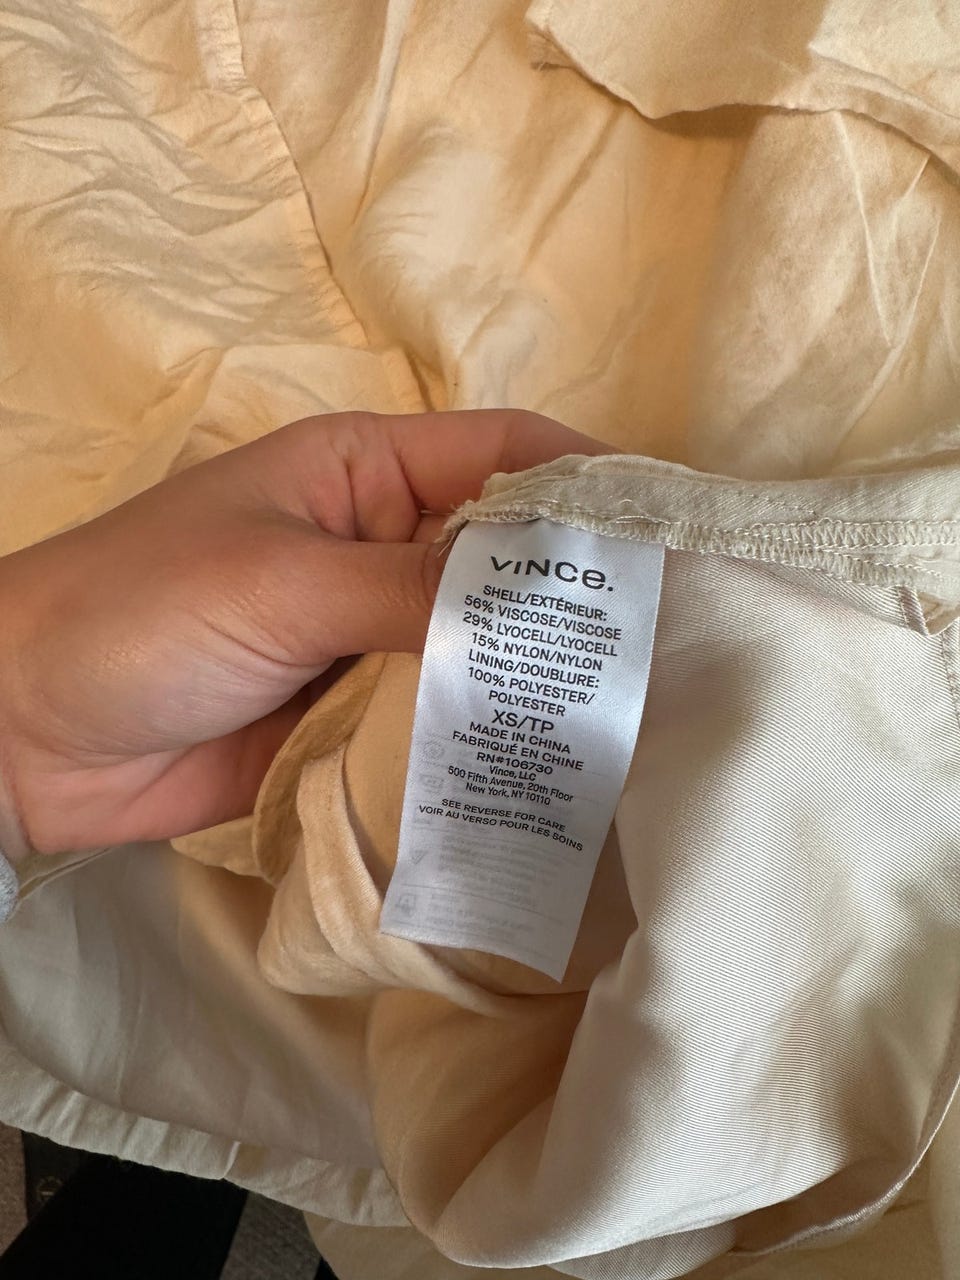 VINCE.
SHELL/EXTÉRIEUR:
56% VISCOSE/VISCOSE
29% LYOCELL/LYOCELL
15% NYLON/NYLON
LINING/DOUBLURE:
100% POLYESTER/
POLYESTER
XS/TP
MADE IN CHINA
FABRIQUÉ EN CHINE
RN#106730
Vince, LLC
500 Fifth Avenue, 20th Floor
New York, NY 10110
SEE REVERSE FOR CARE
VOIR AU VERSO POUR LES SOINS